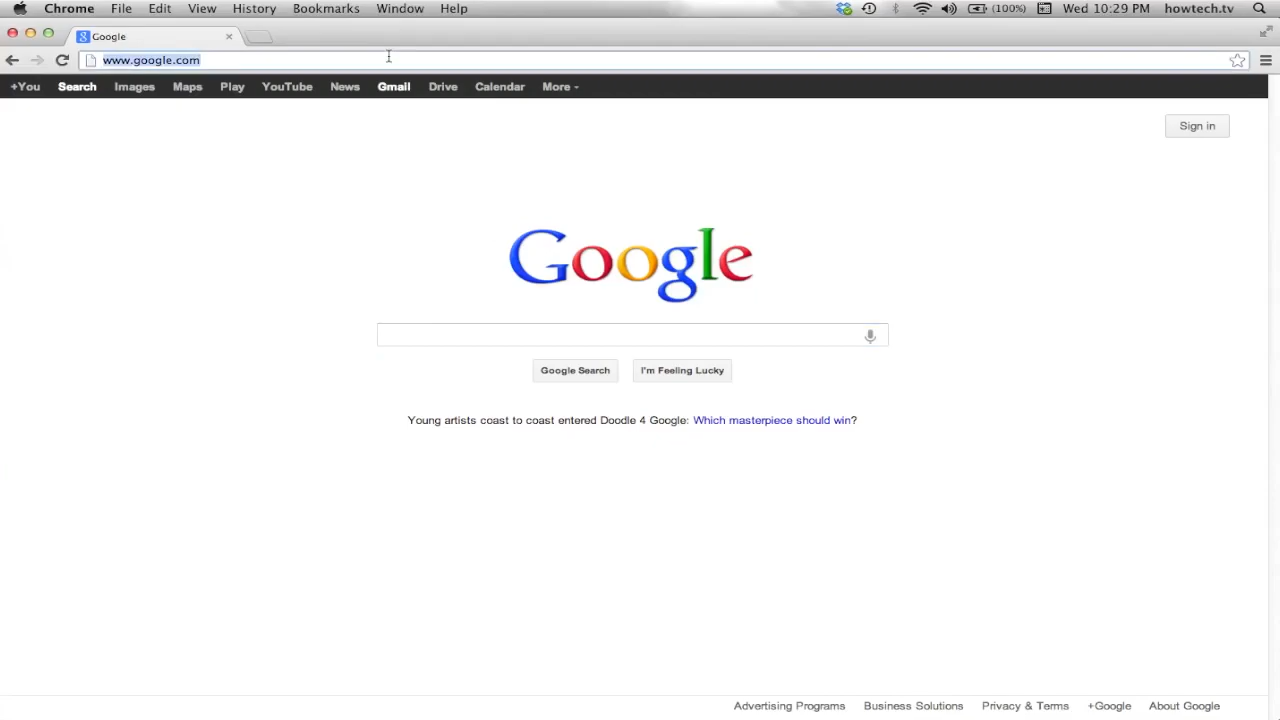 Chrome File Edit View History Bookmarks Window Help (100%) Wed 10:29 PM howtech.tv
Google
www.google.com
+You Search Images Maps Play YouTube News Gmail Drive Calendar More
Sign in
Google
Google Search I'm Feeling Lucky
Young artists coast to coast entered Doodle 4 Google: Which masterpiece should win?
Advertising Programs Business Solutions Privacy & Terms +Google About Google